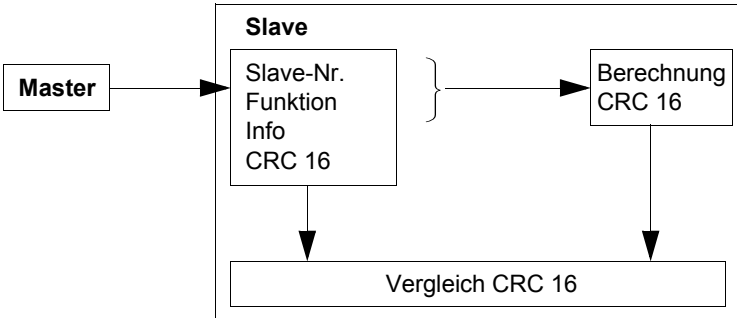 Slave
Master
Slave-Nr.
Funktion
Info
CRC 16
Berechnung
CRC 16
Vergleich CRC 16